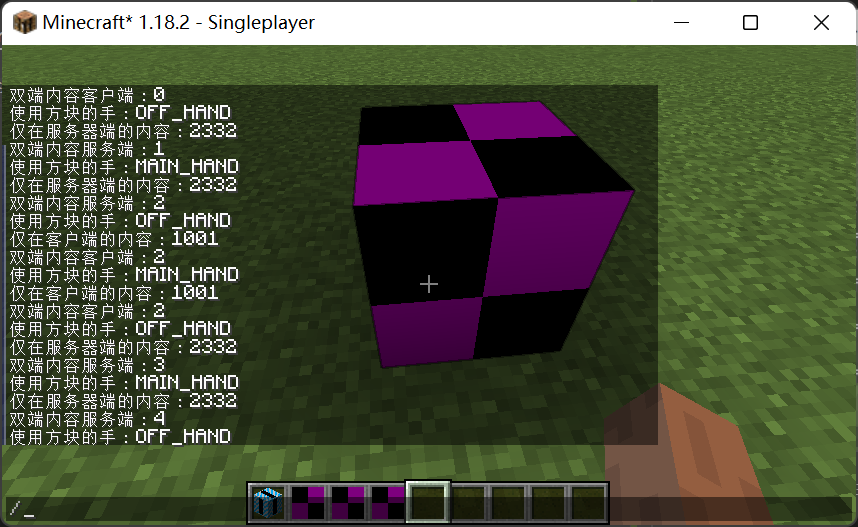 Minecraft* 1.18.2 - Singleplayer
双端内容客户端：0
使用方块的手：OFF_HAND
仅在服务器端的内容：2332
双端内容服务端：1
使用方块的手：MAIN_HAND
仅在服务器端的内容：2332
双端内容服务端：2
使用方块的手：OFF_HAND
仅在客户端的内容：1001
双端内容客户端：2
使用方块的手：MAIN_HAND
仅在客户端的内容：1001
双端内容客户端：2
使用方块的手：OFF_HAND
仅在服务器端的内容：2332
双端内容服务端：3
使用方块的手：MAIN_HAND
仅在服务器端的内容：2332
双端内容服务端：4
使用方块的手：OFF_HAND
/_